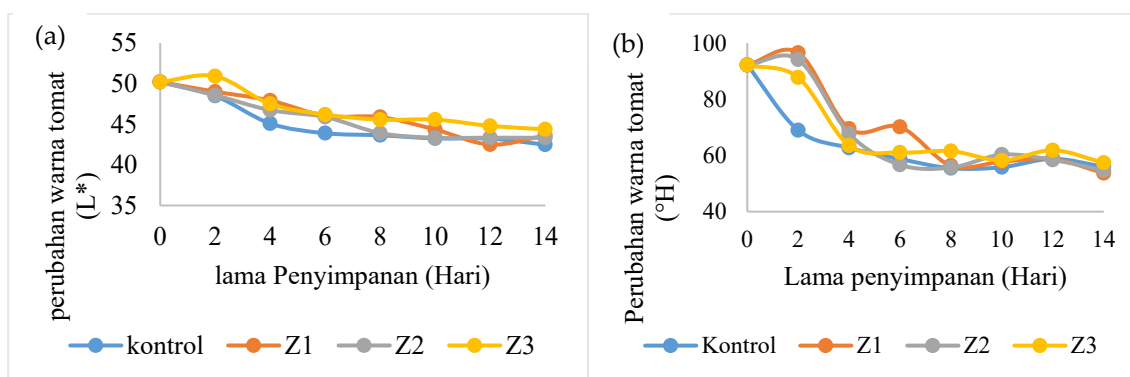 (a)
perubahan warna tomat
(L*)
55
50
45
40
35
0 2 4 6 8 10 12 14
lama Penyimpanan (Hari)
kontrol Z1 Z2 Z3
(b)
Perubahan warna tomat
(°H)
100
80
60
40
0 2 4 6 8 10 12 14
Lama penyimpanan (Hari)
Kontrol Z1 Z2 Z3